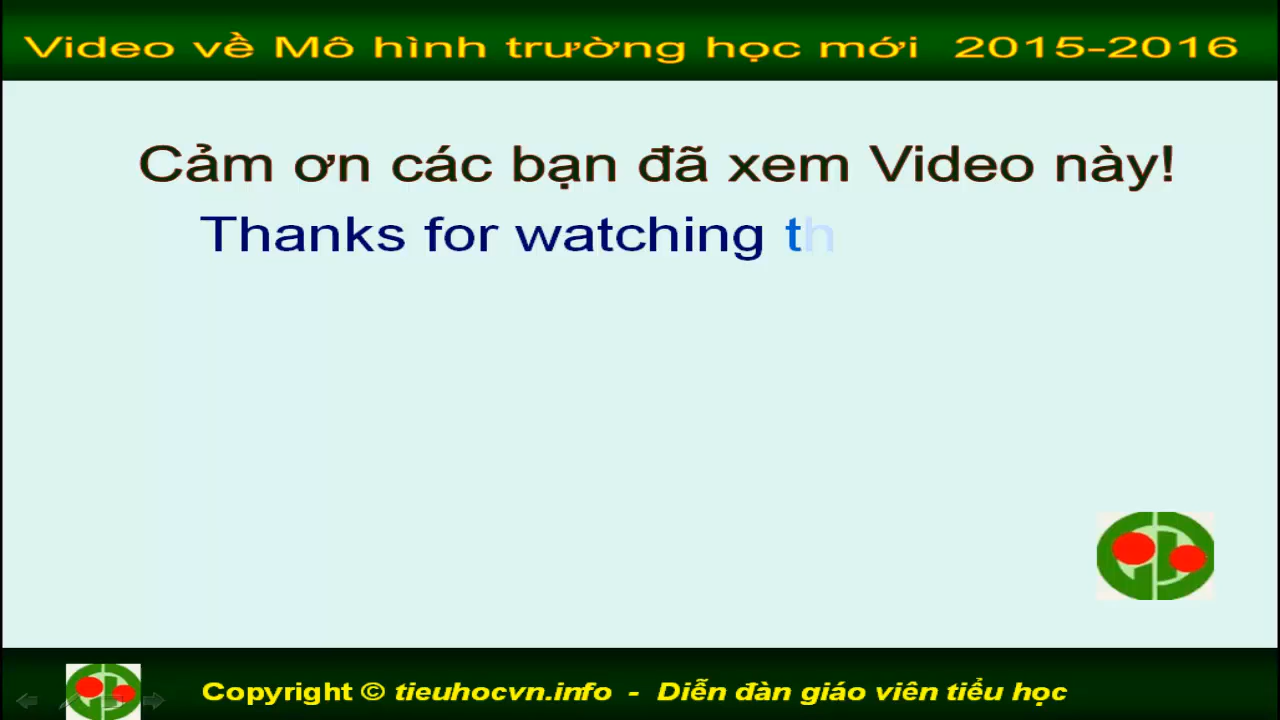 Video về Mô hình trường học mới 2015-2016
Cảm ơn các bạn đã xem Video này!
Thanks for watching th
Copyright © tieuhocvn.info - Diễn đàn giáo viên tiểu học